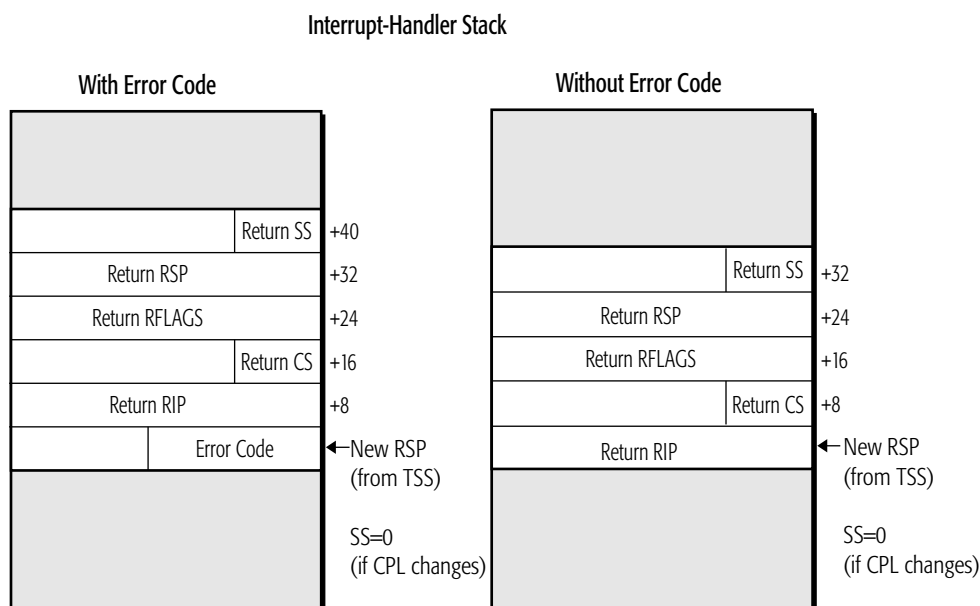 Interrupt-Handler Stack
With Error Code
Return SS +40
Return RSP +32
Return RFLAGS +24
Return CS +16
Return RIP +8
Error Code New RSP
(from TSS)
SS=0
(if CPL changes)
Without Error Code
Return SS +32
Return RSP +24
Return RFLAGS +16
Return CS +8
Return RIP New RSP
(from TSS)
SS=0
(if CPL changes)